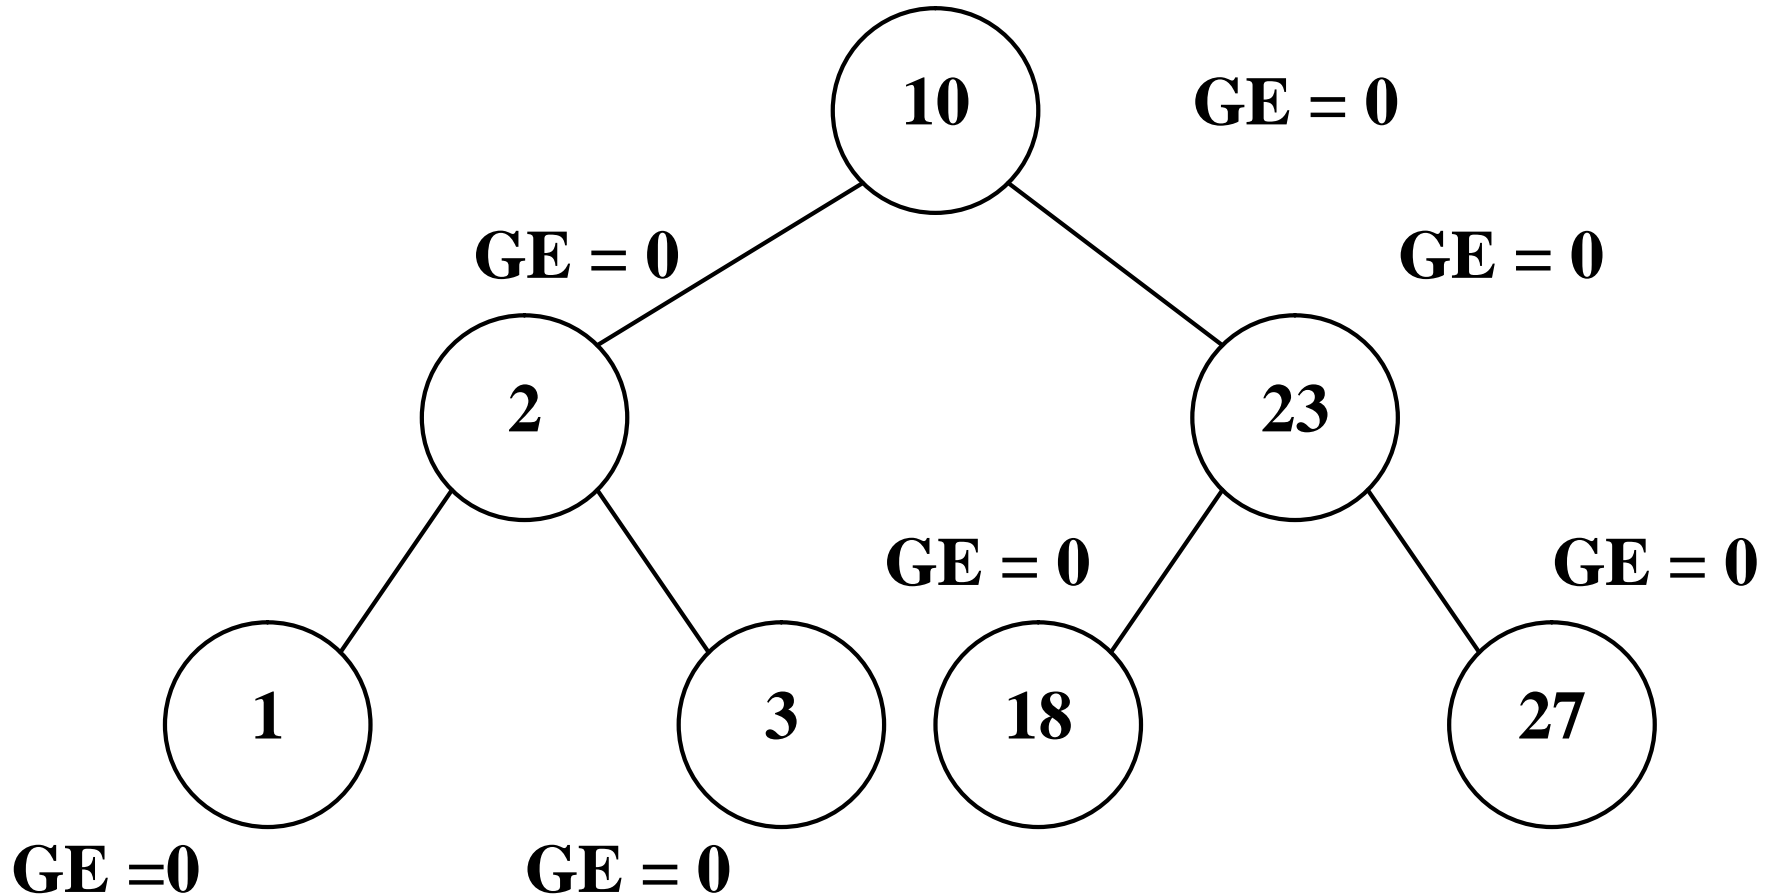 10 GE = 0
GE = 0 GE = 0
2 23
GE = 0 GE = 0
1 3 18 27
GE =0 GE = 0